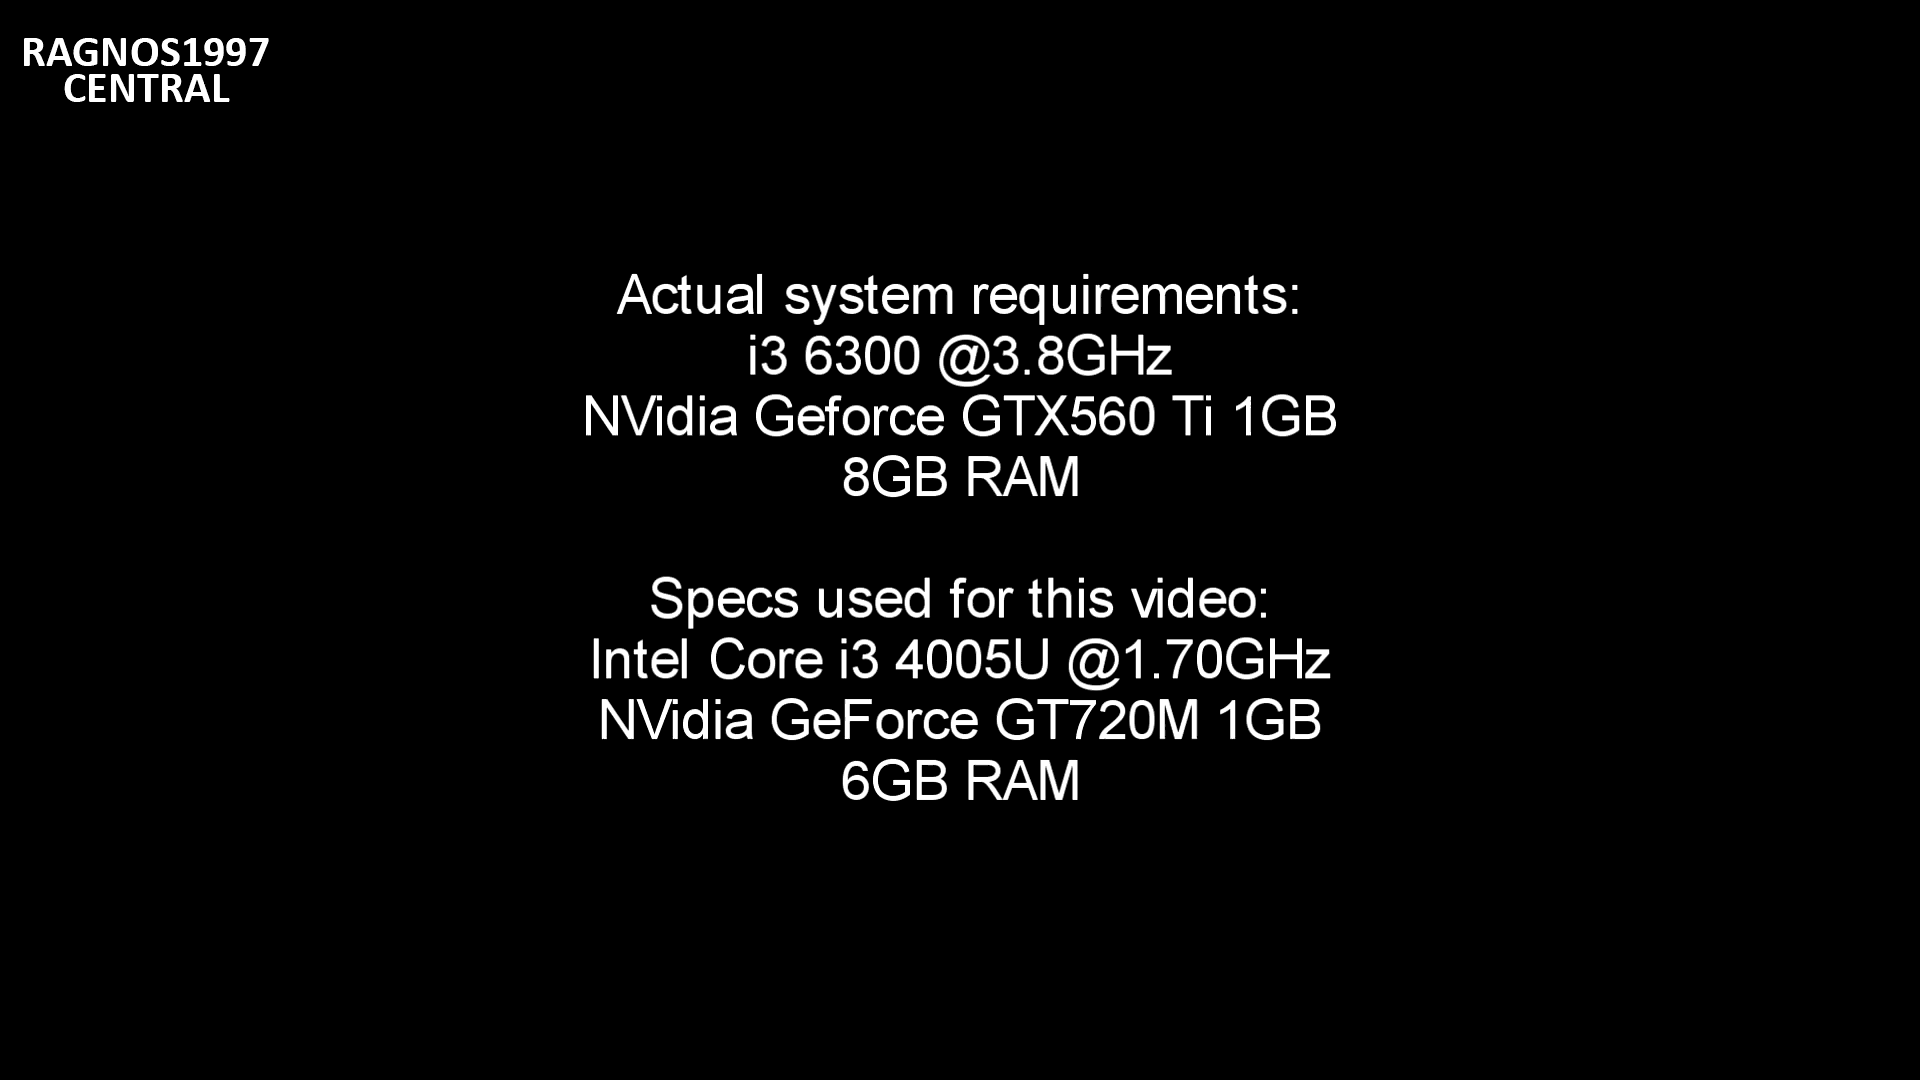 RAGNOS1997
CENTRAL
Actual system requirements:
i3 6300 @3.8GHz
NVidia Geforce GTX560 Ti 1GB
8GB RAM
Specs used for this video:
Intel Core i3 4005U @1.70GHz
NVidia GeForce GT720M 1GB
6GB RAM